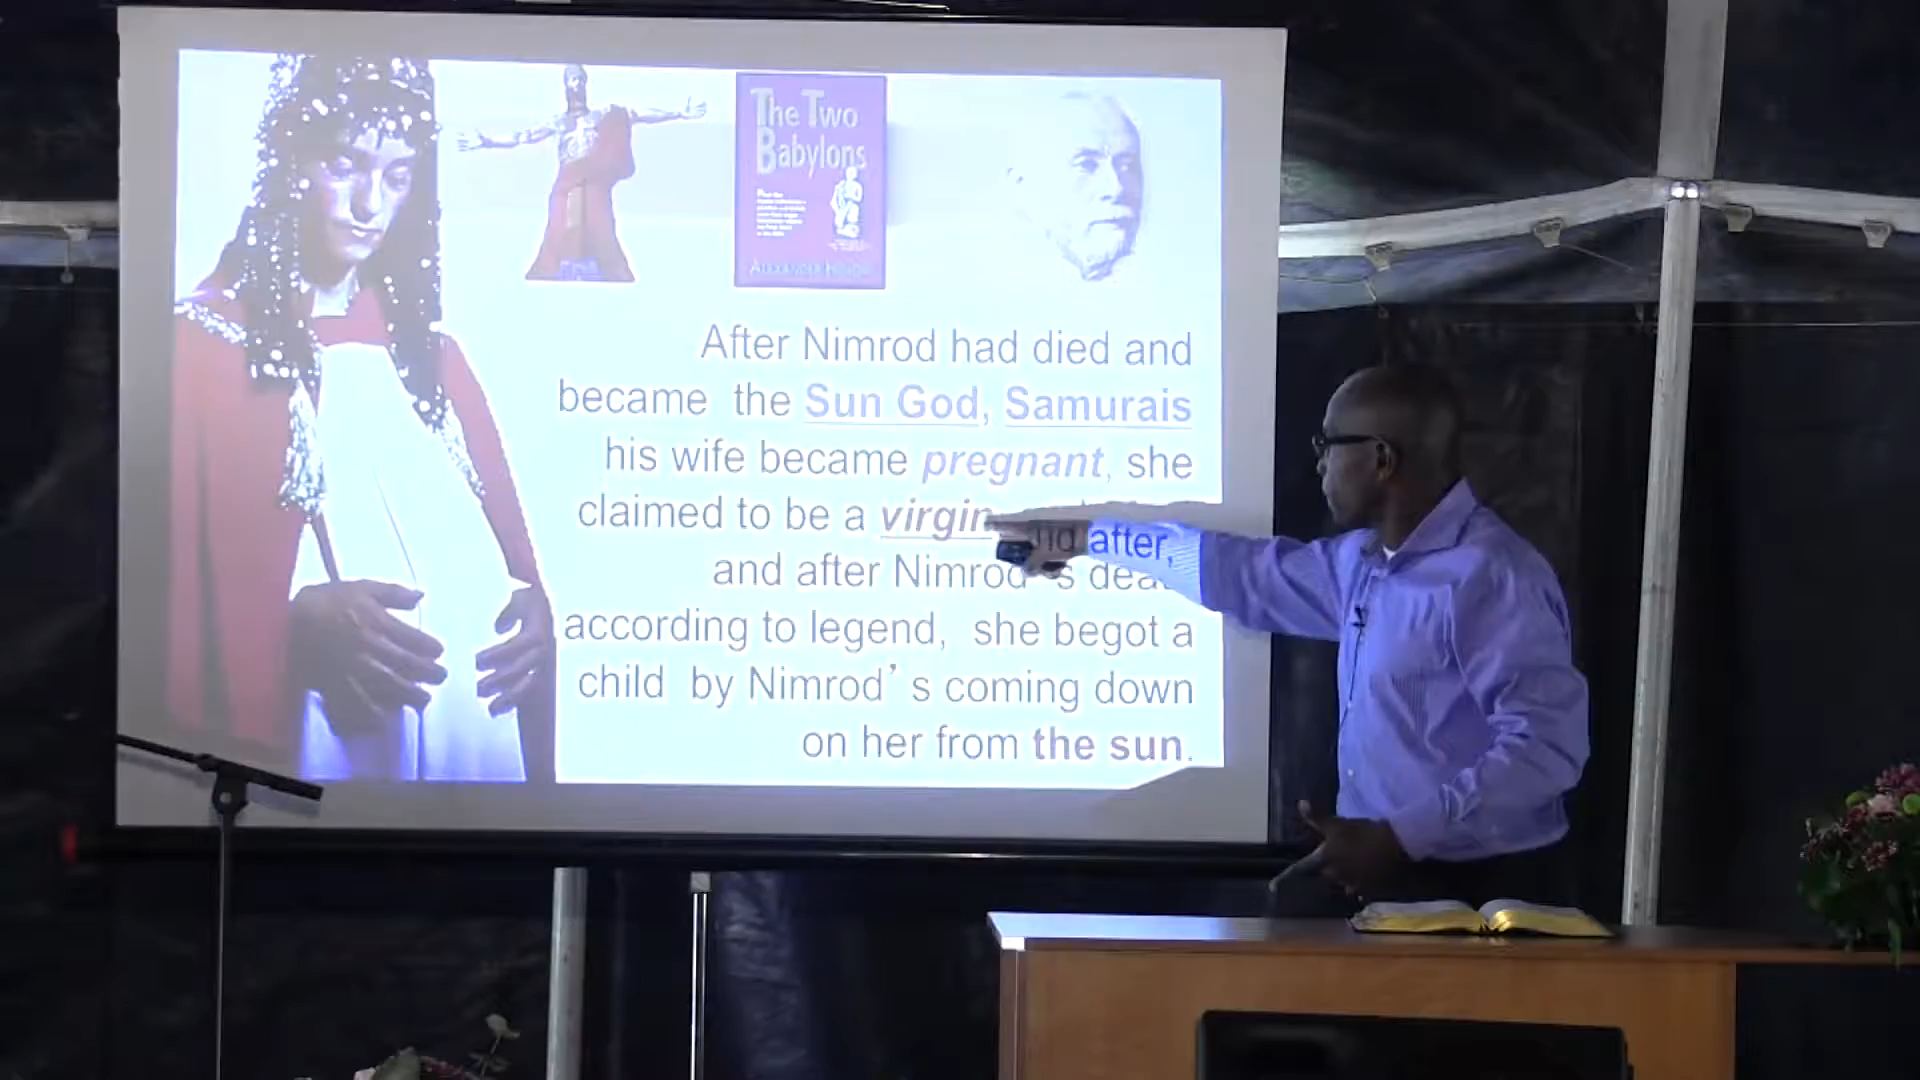 The Two
Babylons
ALEXANDER HISLOP
After Nimrod had died and
became the Sun God, Samurais
his wife became pregnant, she
claimed to be a virgin
after,
and after Nimrod's
according to legend, she begot a
child by Nimrod's coming down
on her from the sun.